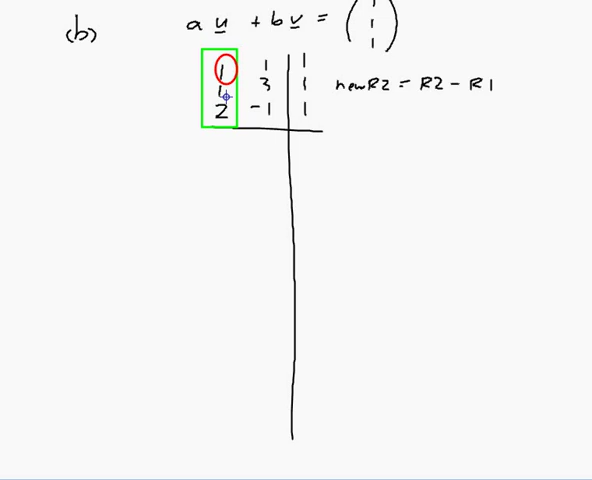 (b) a u + b v = ( 1 1 1 )
1 1 | 1
1 3 | 1 newR2 = R2 - R1
2 -1 | 1